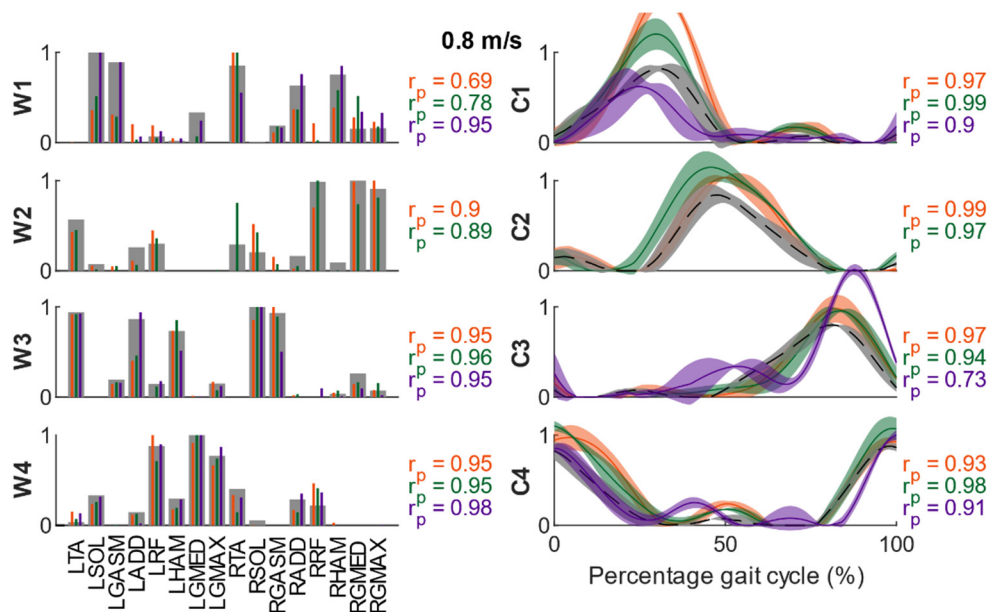 0.8 m/s
W1
1
0
r_p = 0.69
r_p = 0.78
r_p = 0.95
C1
1
0
r_p = 0.97
r_p = 0.99
r_p = 0.9
W2
1
0
r_p = 0.9
r_p = 0.89
C2
1
0
r_p = 0.99
r_p = 0.97
W3
1
0
r_p = 0.95
r_p = 0.96
r_p = 0.95
C3
1
0
r_p = 0.97
r_p = 0.94
r_p = 0.73
W4
1
0
r_p = 0.95
r_p = 0.95
r_p = 0.98
C4
1
0
r_p = 0.93
r_p = 0.98
r_p = 0.91
LTA
LSOL
LGASM
LADD
LRF
LHAM
LGMED
LGMAX
RTA
RSOL
RGASM
RADD
RRF
RHAM
RGMED
RGMAX
0 50 100
Percentage gait cycle (%)